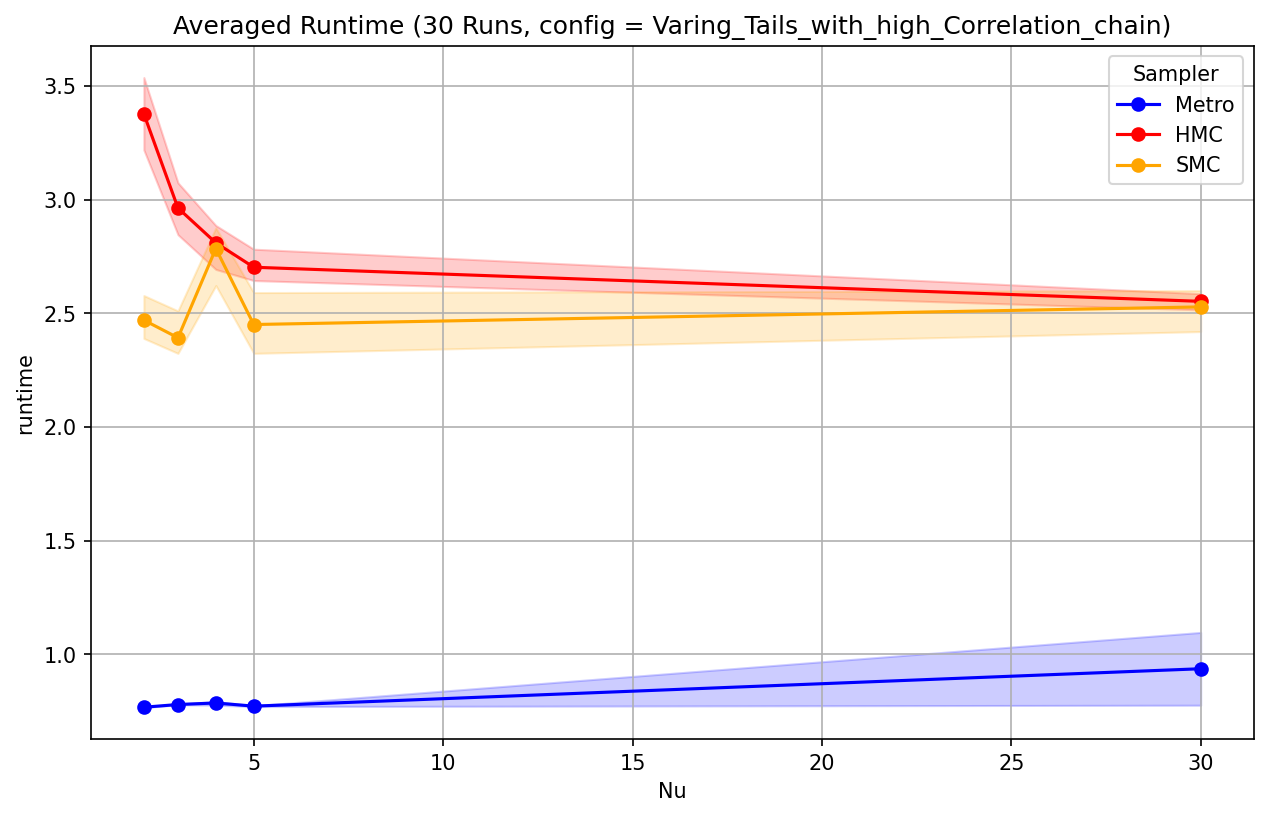 Averaged Runtime (30 Runs, config = Varing_Tails_with_high_Correlation_chain)
Sampler
Metro
HMC
SMC
3.5
3.0
2.5
2.0
1.5
1.0
runtime
5
10
15
20
25
30
Nu